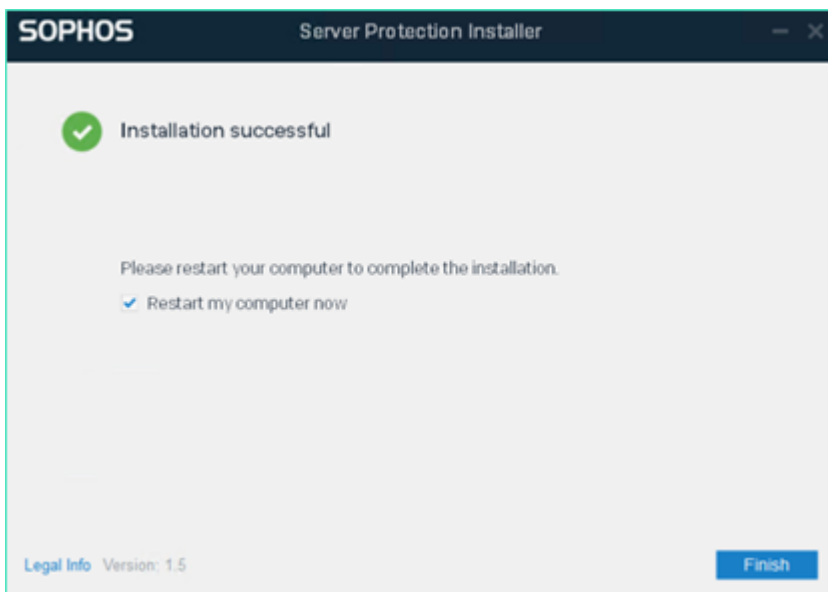 SOPHOS Server Protection Installer
Installation successful
Please restart your computer to complete the installation.
Restart my computer now
Legal Info Version: 1.5 Finish